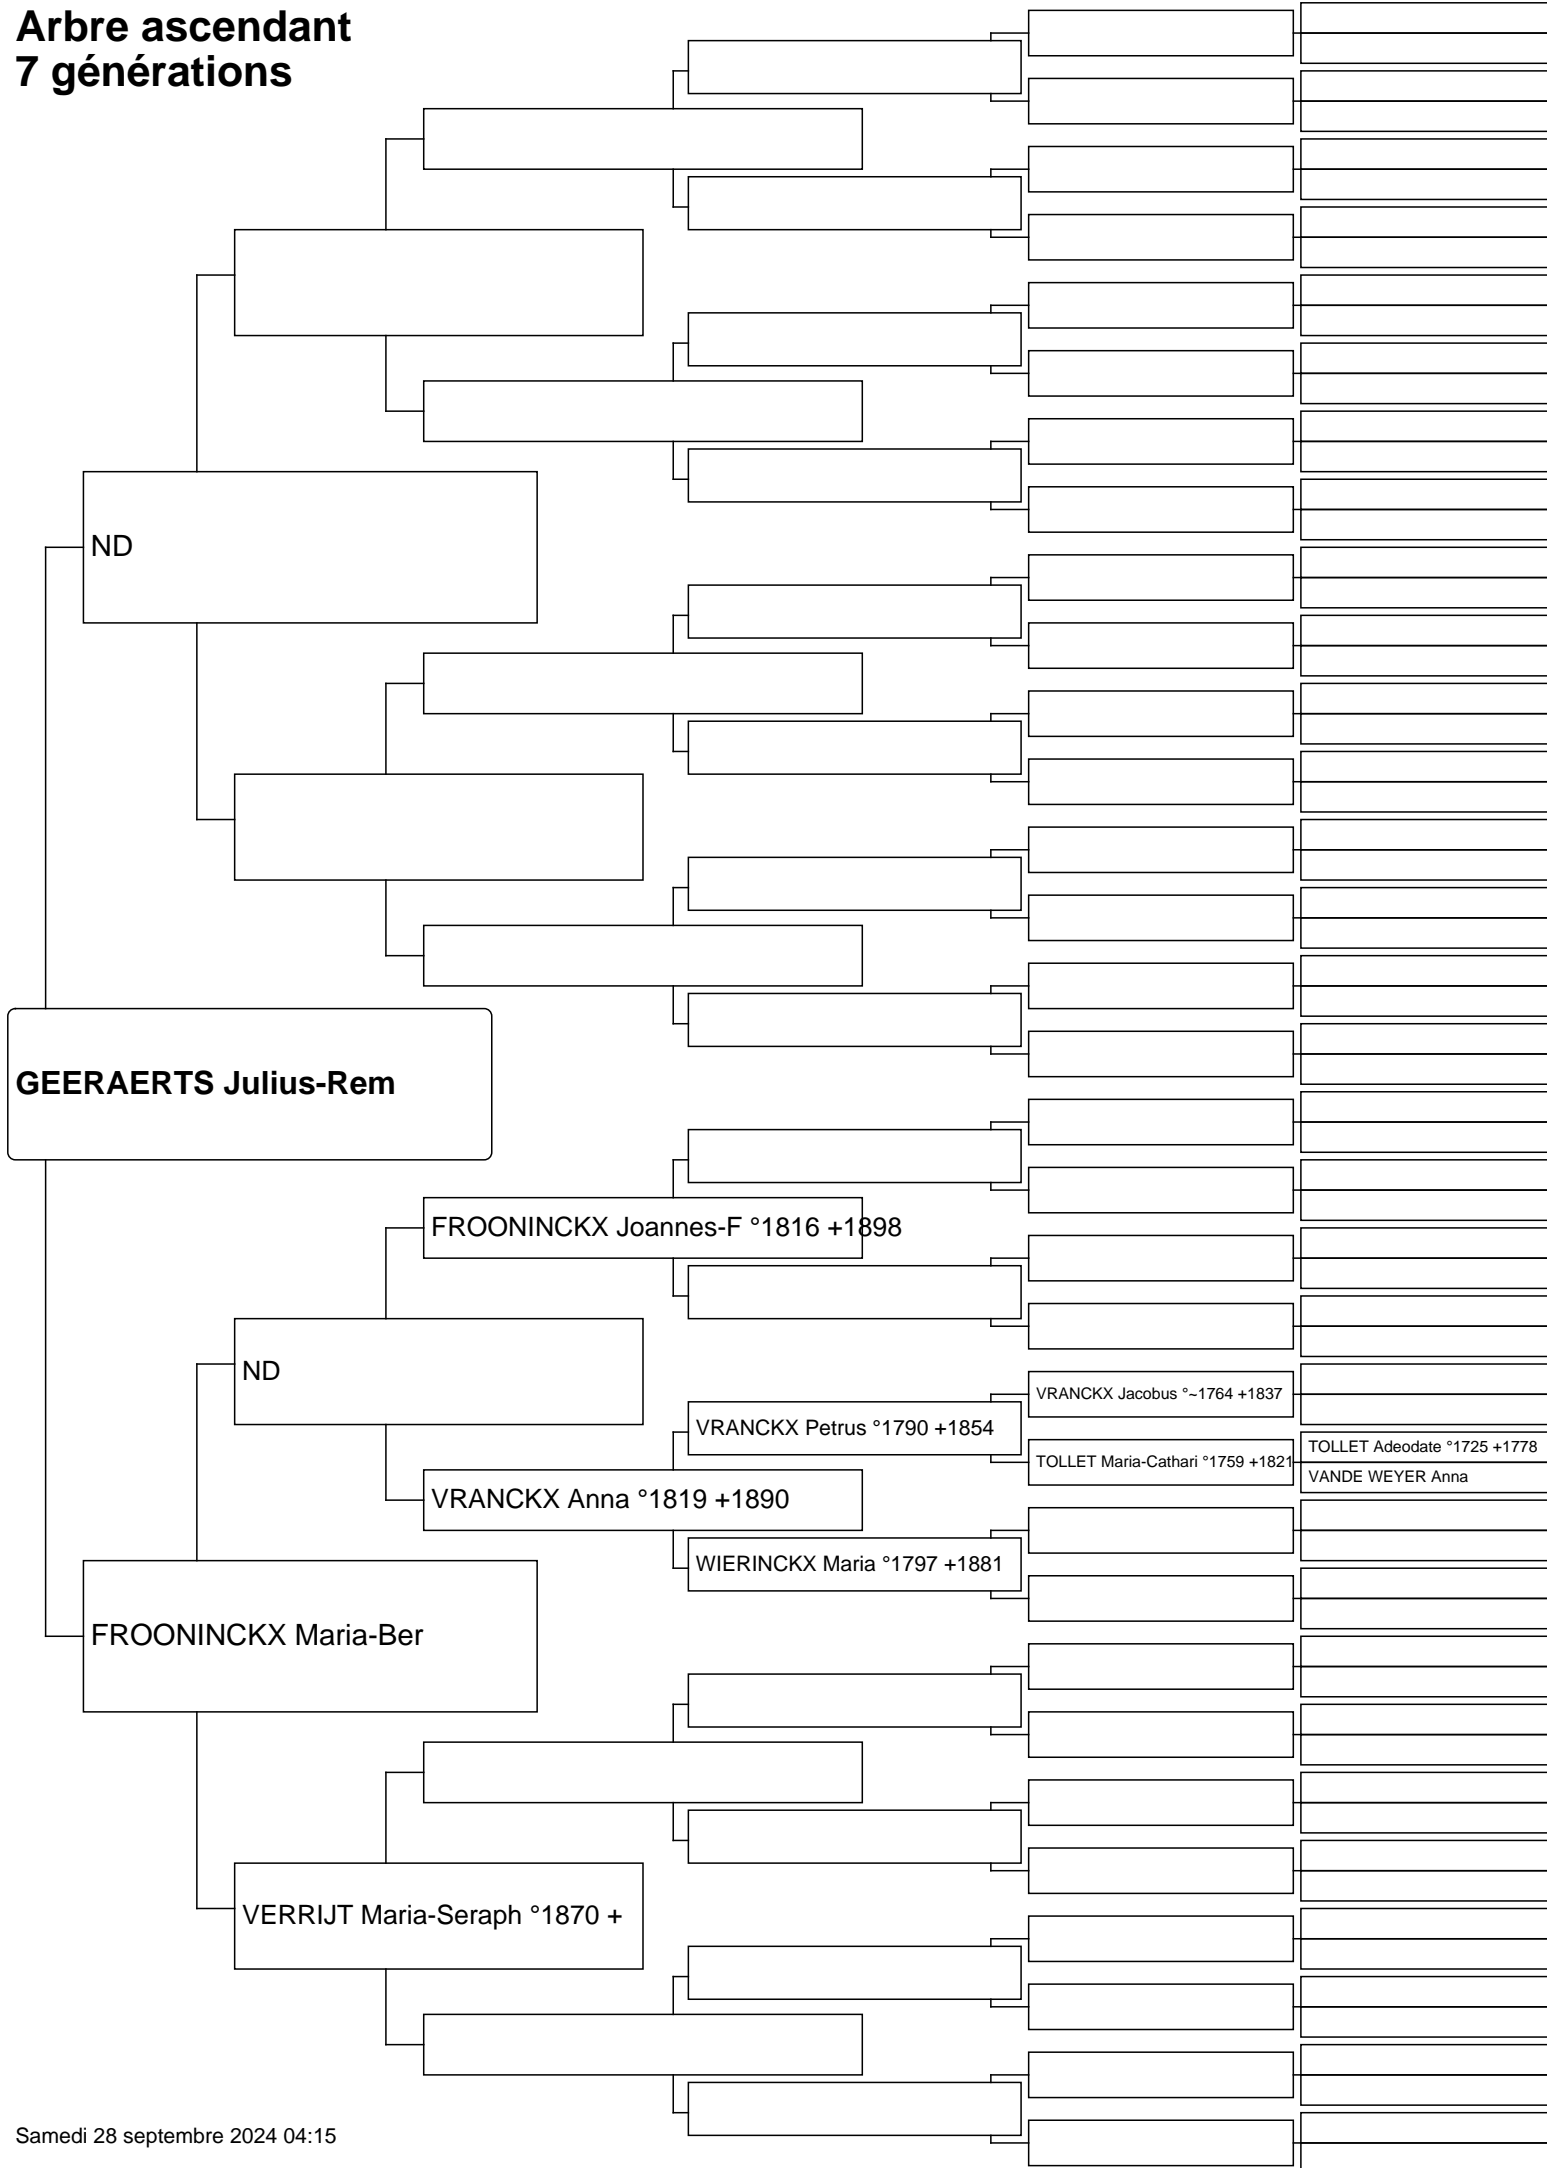 Arbre ascendant
7 générations
ND
GEERAERTS Julius-Rem
FROONINCKX Joannes-F °1816 +1898
ND
VRANCKX Jacobus °~1764 +1837
VRANCKX Petrus °1790 +1854
TOLLET Adeodate °1725 +1778
TOLLET Maria-Cathari °1759 +1821
VANDE WEYER Anna
VRANCKX Anna °1819 +1890
WIERINCKX Maria °1797 +1881
FROONINCKX Maria-Ber
VERRIJT Maria-Seraph °1870 +
Samedi 28 septembre 2024 04:15